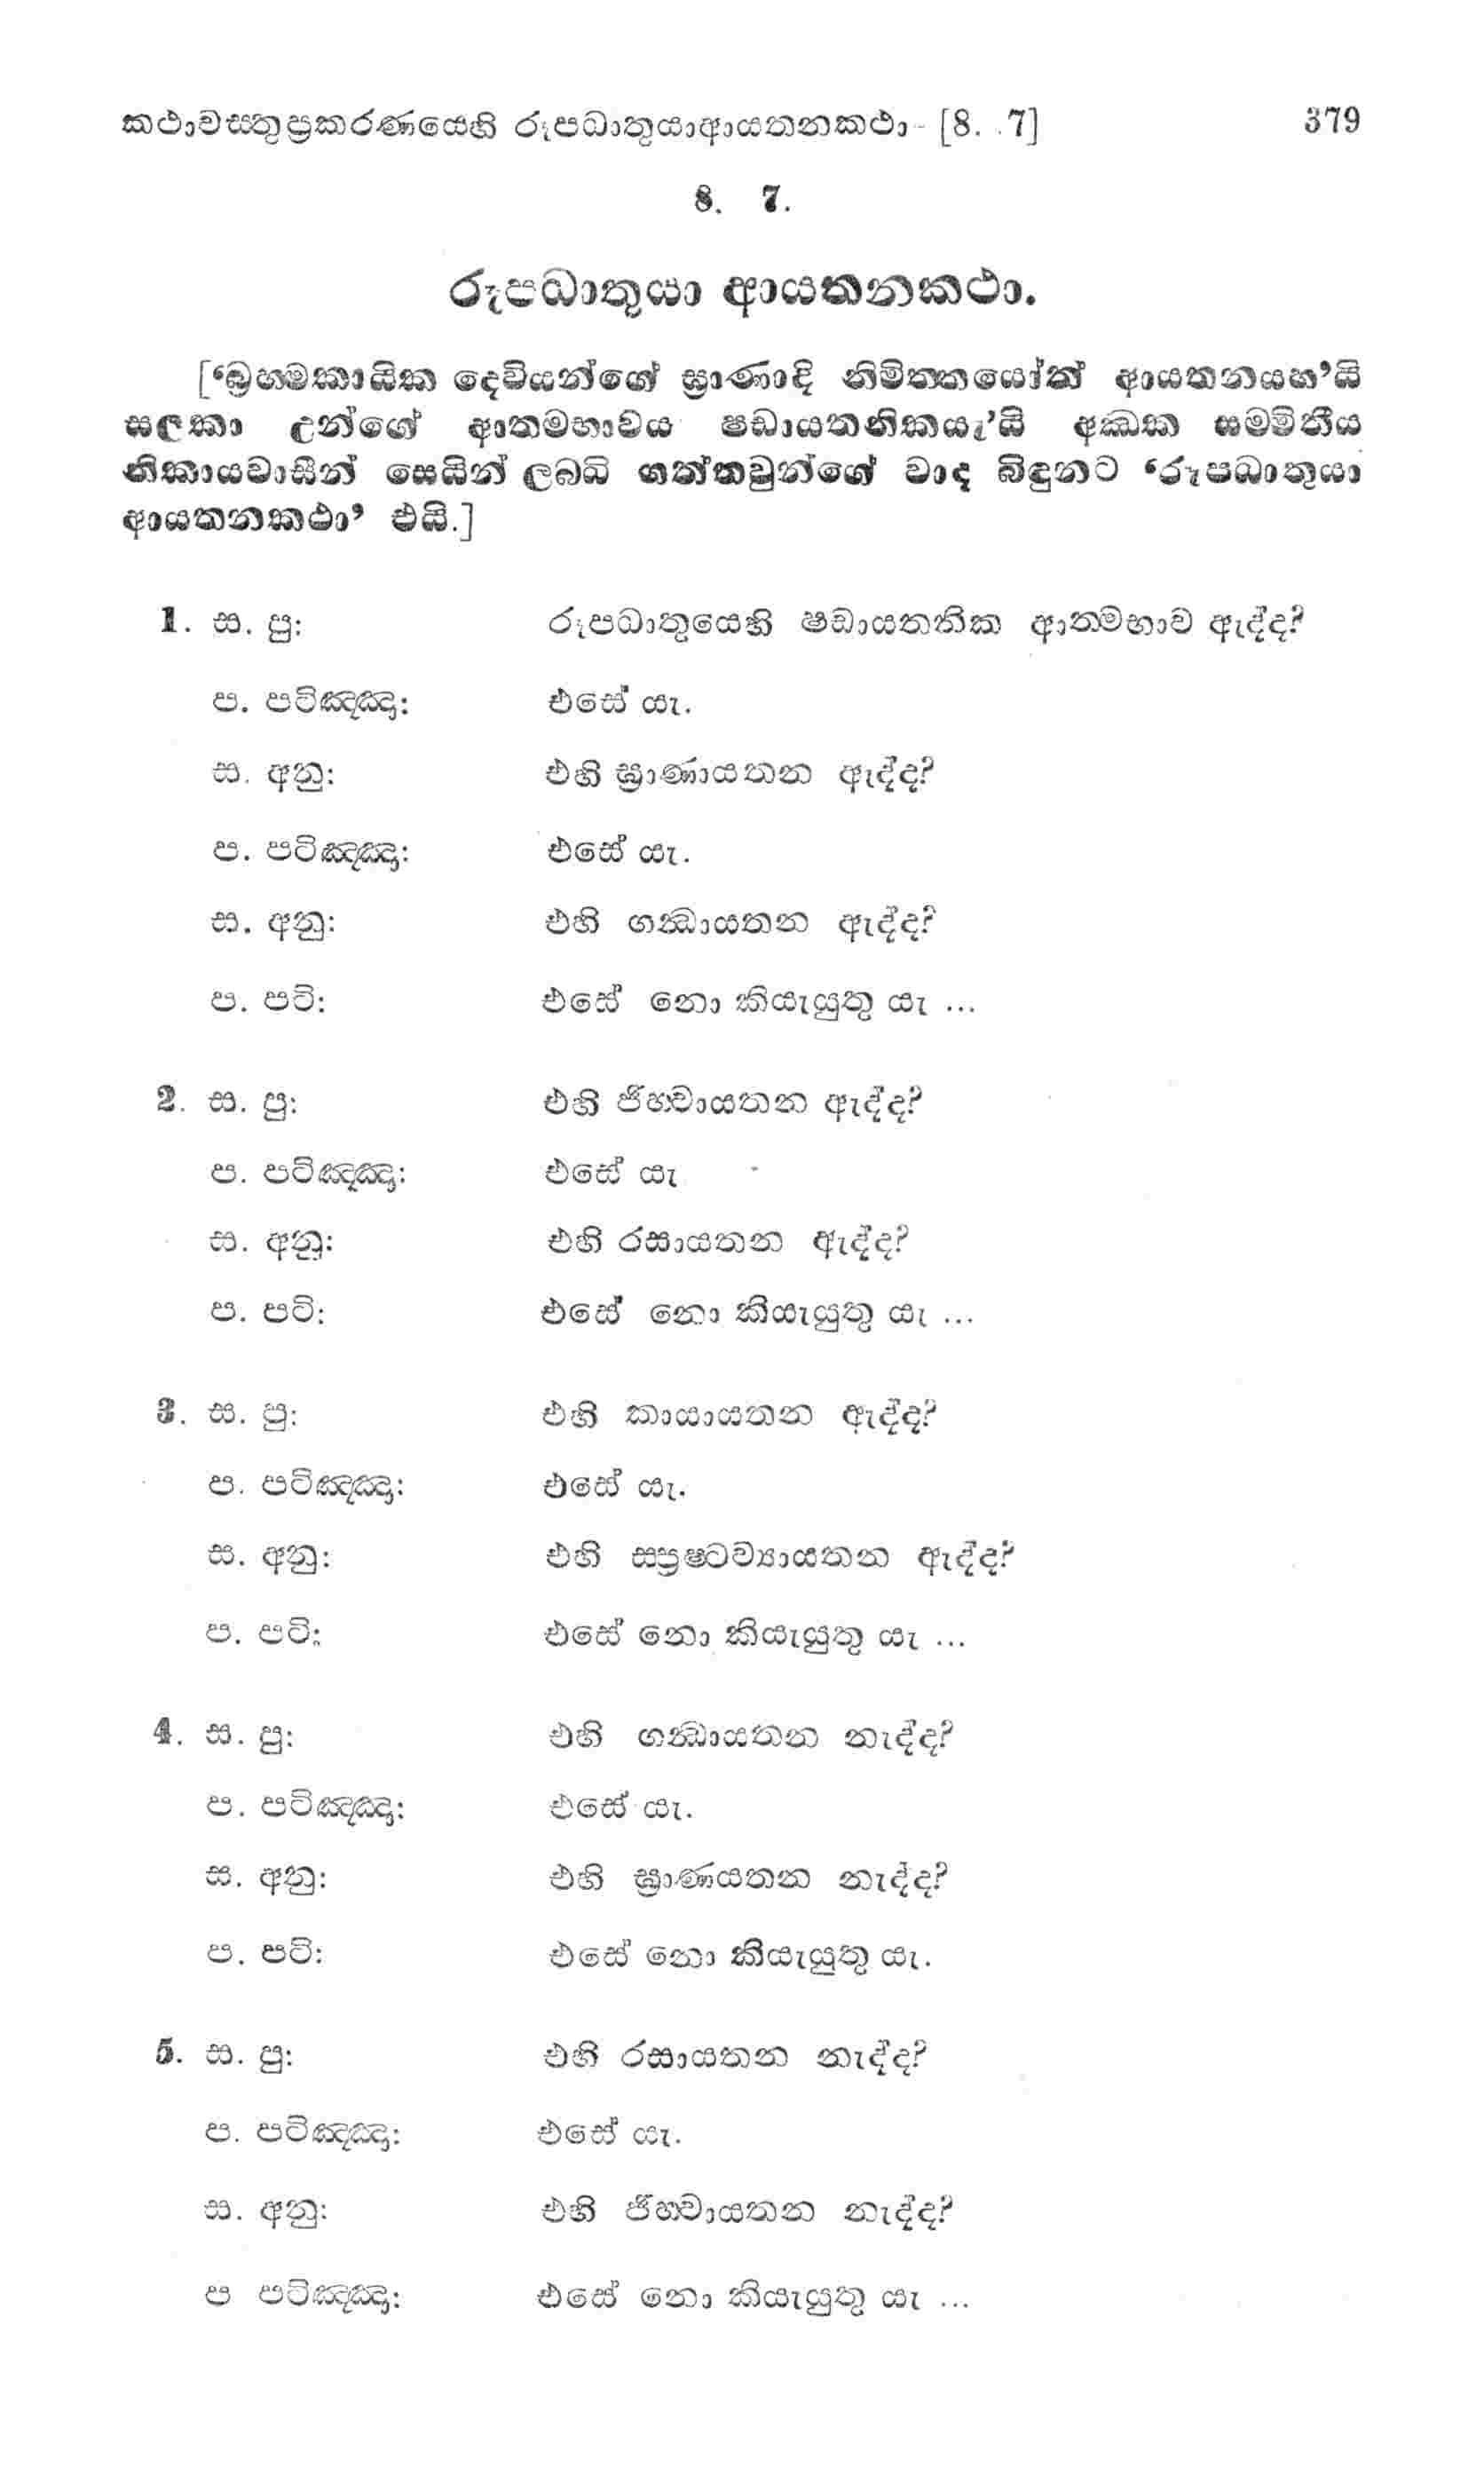 කථාවස‍්තුප්‍රකරණයෙහි රූපධාතුයාආයතනකථා - [8. 7] 379
8. 7.
රූපධාතුයා ආයතනකථා.
[‘බ්‍රහ‍්මකායික දෙවියන්ගේ ඝ්‍රාණාදි නිමිත‍්තයෝත් ආයතනයහ’යි
සලකා උන්ගේ ආත‍්මභාවය ෂඩායතනිකයැ’යි අන්‍ධක සම‍්මිතීය
නිකායවාසීන් සෙයින් ලබ්‍ධි ගත්තවුන්ගේ වාද බිඳුනට ‘රූපධාතුයා
ආයතනකථා’ එයි.]
1. ස. පු: රූපධාතුයෙහි ෂඩායතනික ආත‍්මභාව ඇද්ද?
ප. පටිඤ‍්ඤා: එසේ යැ.
ස. අනු: එහි ඝ්‍රාණායතන ඇද්ද?
ප. පටිඤ‍්ඤා: එසේ යැ.
ස. අනු: එහි ගන්‍ධායතන ඇද්ද?
ප. පටි: එසේ නො කියැයුතු යැ ...
2. ස. පු: එහි ජිහ්‍වායතන ඇද්ද?
ප. පටිඤ‍්ඤා: එසේ යැ
ස. අනු: එහි රසායතන ඇද්ද?
ප. පටි: එසේ නො කියැයුතු යැ ...
3. ස. පු: එහි කායායතන ඇද්ද?
ප. පටිඤ‍්ඤා: එසේ යැ.
ස. අනු: එහි සප්‍රෂ‍්ටව්‍යායතන ඇද්ද?
ප. පටි: එසේ නො කියැයුතු යැ ...
4. ස. පු: එහි ගන්‍ධායතන නැද්ද?
ප. පටිඤ‍්ඤා: එසේ යැ.
ස. අනු: එහි ඝ්‍රාණයතන නැද්ද?
ප. පටි: එසේ නො කියැයුතු යැ.
5. ස. පු: එහි රසායතන නැද්ද?
ප. පටිඤ‍්ඤා: එසේ යැ.
ස. අනු: එහි ජිහ්‍වායතන නැද්ද?
ප පටිඤ‍්ඤා: එසේ නො කියැයුතු යැ ...